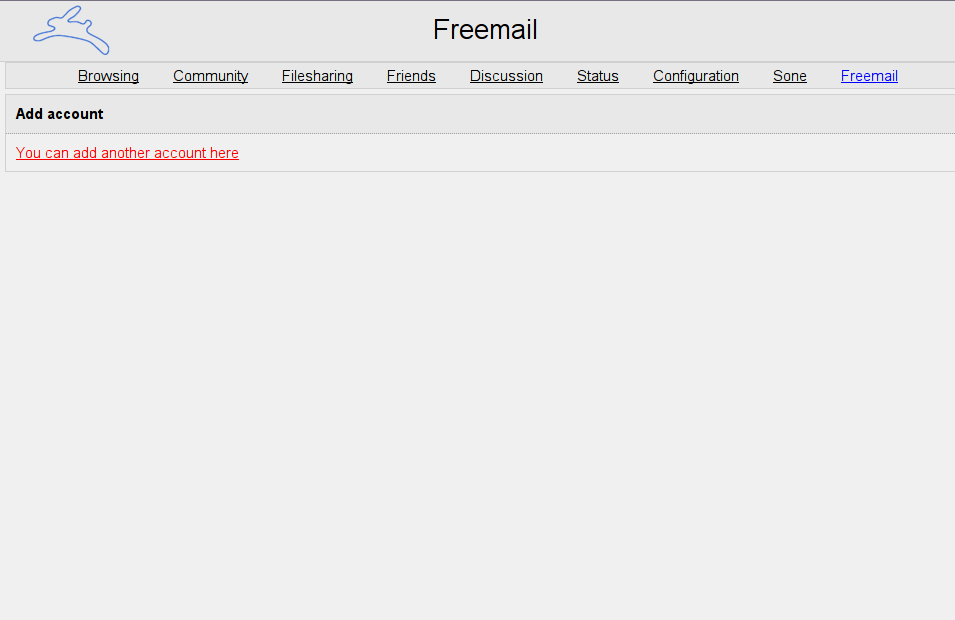 Freemail
Browsing Community Filesharing Friends Discussion Status Configuration Sone Freemail
Add account
You can add another account here